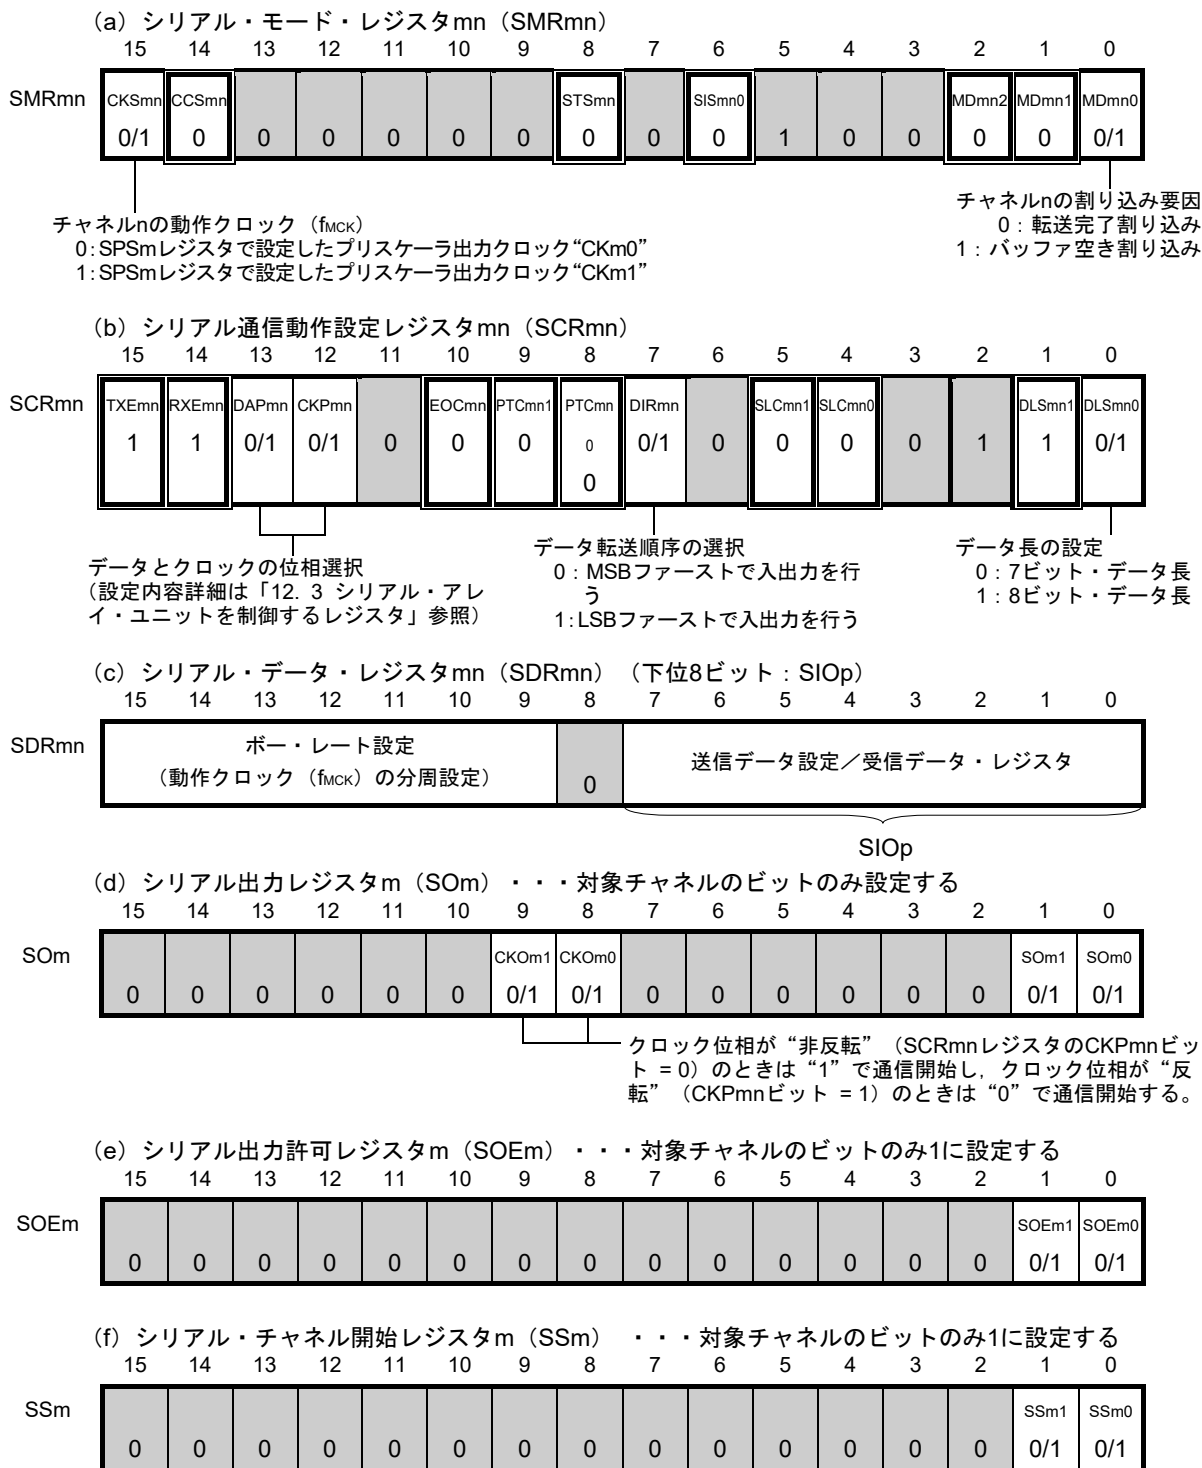 (a) シリアル・モード・レジスタmn (SMRmn)
15 14 13 12 11 10 9 8 7 6 5 4 3 2 1 0
SMRmn CKSmn CCSmn STSmn SISmn0 MDmn2 MDmn1 MDmn0
0/1 0 0 0 0 0 0 0 0 0 1 0 0 0 0 0/1
チャネルnの動作クロック (fMCK)
0:SPSmレジスタで設定したプリスケーラ出力クロック“CKm0”
1:SPSmレジスタで設定したプリスケーラ出力クロック“CKm1”
チャネルnの割り込み要因
0:転送完了割り込み
1:バッファ空き割り込み
(b) シリアル通信動作設定レジスタmn (SCRmn)
15 14 13 12 11 10 9 8 7 6 5 4 3 2 1 0
SCRmn TXEmn RXEmn DAPmn CKPmn EOCmn PTCmn1 PTCmn DIRmn SLCmn1 SLCmn0 DLSmn1 DLSmn0
1 1 0/1 0/1 0 0 0 0 0/1 0 0 0 0 1 1 0/1
0
データとクロックの位相選択
(設定内容詳細は「12. 3 シリアル・アレ
イ・ユニットを制御するレジスタ」参照)
データ転送順序の選択
0:MSBファーストで入出力を行
う
1:LSBファーストで入出力を行う
データ長の設定
0:7ビット・データ長
1:8ビット・データ長
(c) シリアル・データ・レジスタmn (SDRmn) (下位8ビット:SIOp)
15 14 13 12 11 10 9 8 7 6 5 4 3 2 1 0
SDRmn ボー・レート設定
(動作クロック (fMCK) の分周設定)
0
送信データ設定/受信データ・レジスタ
SIOp
(d) シリアル出力レジスタm (SOm) ・・・対象チャネルのビットのみ設定する
15 14 13 12 11 10 9 8 7 6 5 4 3 2 1 0
SOm CKOm1 CKOm0 SOm1 SOm0
0 0 0 0 0 0 0/1 0/1 0 0 0 0 0 0 0/1 0/1
クロック位相が“非反転” (SCRmnレジスタのCKPmnビッ
ト = 0) のときは“1”で通信開始し,クロック位相が“反
転” (CKPmnビット = 1) のときは“0”で通信開始する。
(e) シリアル出力許可レジスタm (SOEm) ・・・対象チャネルのビットのみ1に設定する
15 14 13 12 11 10 9 8 7 6 5 4 3 2 1 0
SOEm SOEm1 SOEm0
0 0 0 0 0 0 0 0 0 0 0 0 0 0 0/1 0/1
(f) シリアル・チャネル開始レジスタm (SSm) ・・・対象チャネルのビットのみ1に設定する
15 14 13 12 11 10 9 8 7 6 5 4 3 2 1 0
SSm SSm1 SSm0
0 0 0 0 0 0 0 0 0 0 0 0 0 0 0/1 0/1